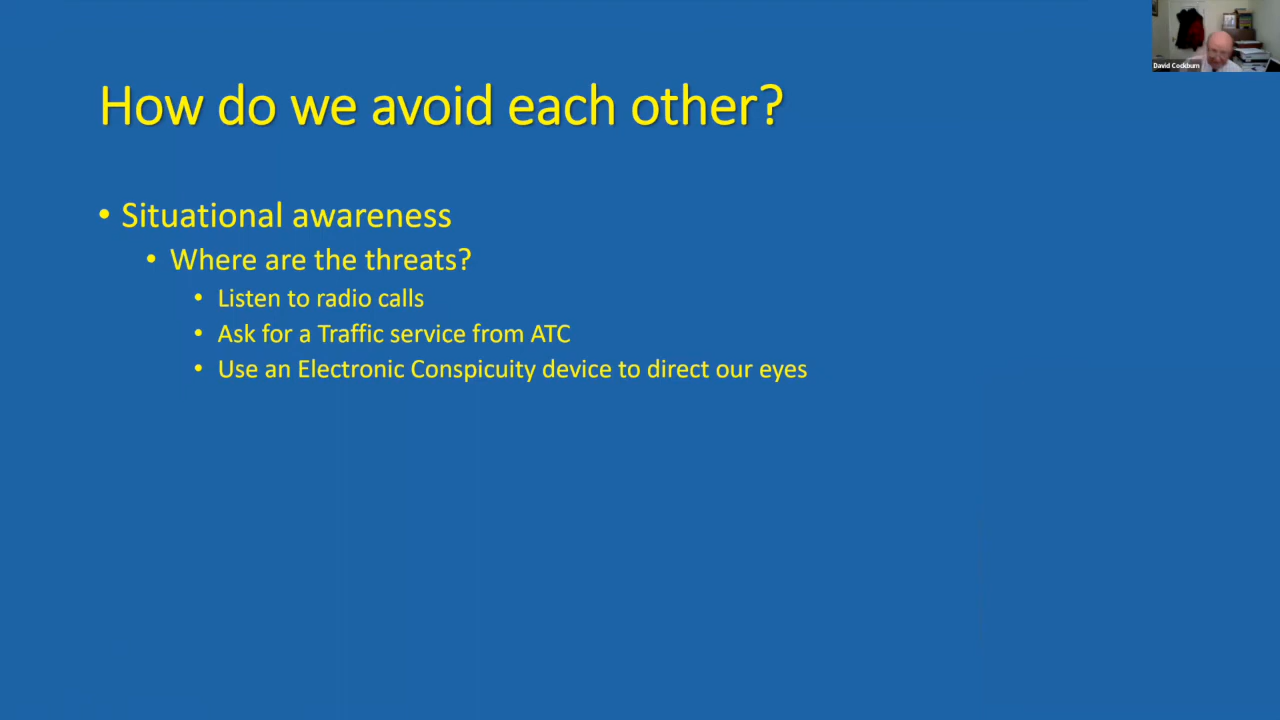 David Cockburn
How do we avoid each other?
• Situational awareness
• Where are the threats?
• Listen to radio calls
• Ask for a Traffic service from ATC
• Use an Electronic Conspicuity device to direct our eyes